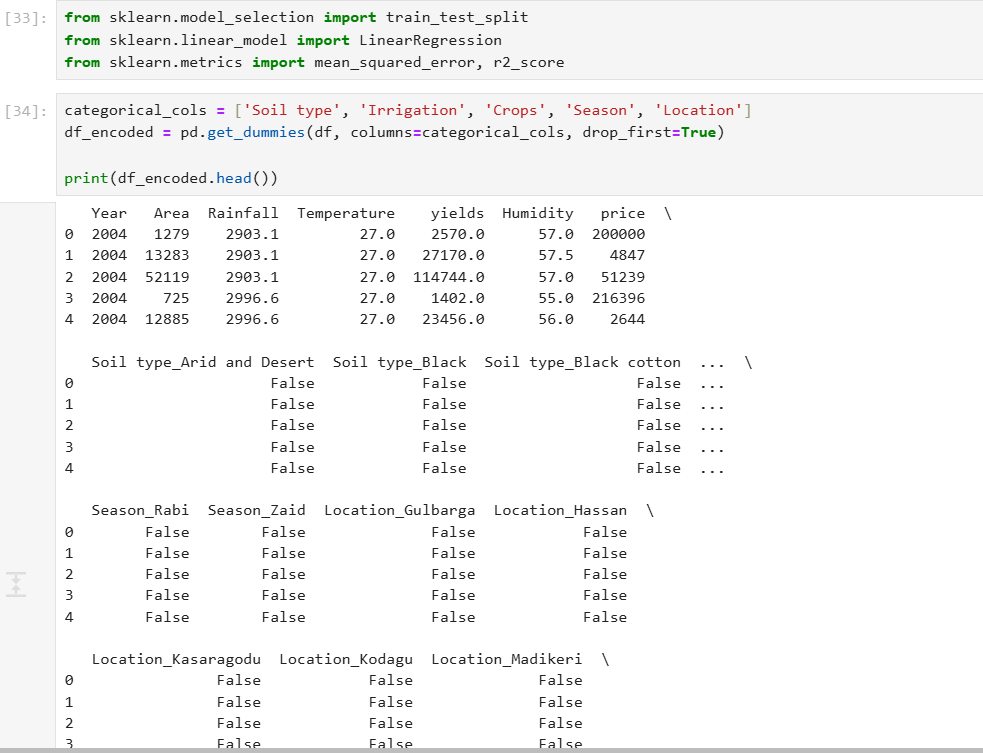 [33]: from sklearn.model_selection import train_test_split
from sklearn.linear_model import LinearRegression
from sklearn.metrics import mean_squared_error, r2_score
[34]: categorical_cols = ['Soil type', 'Irrigation', 'Crops', 'Season', 'Location']
df_encoded = pd.get_dummies(df, columns=categorical_cols, drop_first=True)
print(df_encoded.head())
Year Area Rainfall Temperature yields Humidity price \
0 2004 1279 2903.1 27.0 2570.0 57.0 200000
1 2004 13283 2903.1 27.0 27170.0 57.5 4847
2 2004 52119 2903.1 27.0 114744.0 57.0 51239
3 2004 725 2996.6 27.0 1402.0 55.0 216396
4 2004 12885 2996.6 27.0 23456.0 56.0 2644
Soil type_Arid and Desert Soil type_Black Soil type_Black cotton ... \
0 False False False ...
1 False False False ...
2 False False False ...
3 False False False ...
4 False False False ...
Season_Rabi Season_Zaid Location_Gulbarga Location_Hassan \
0 False False False False
1 False False False False
2 False False False False
3 False False False False
4 False False False False
Location_Kasaragodu Location_Kodagu Location_Madikeri \
0 False False False
1 False False False
2 False False False
3 False False False